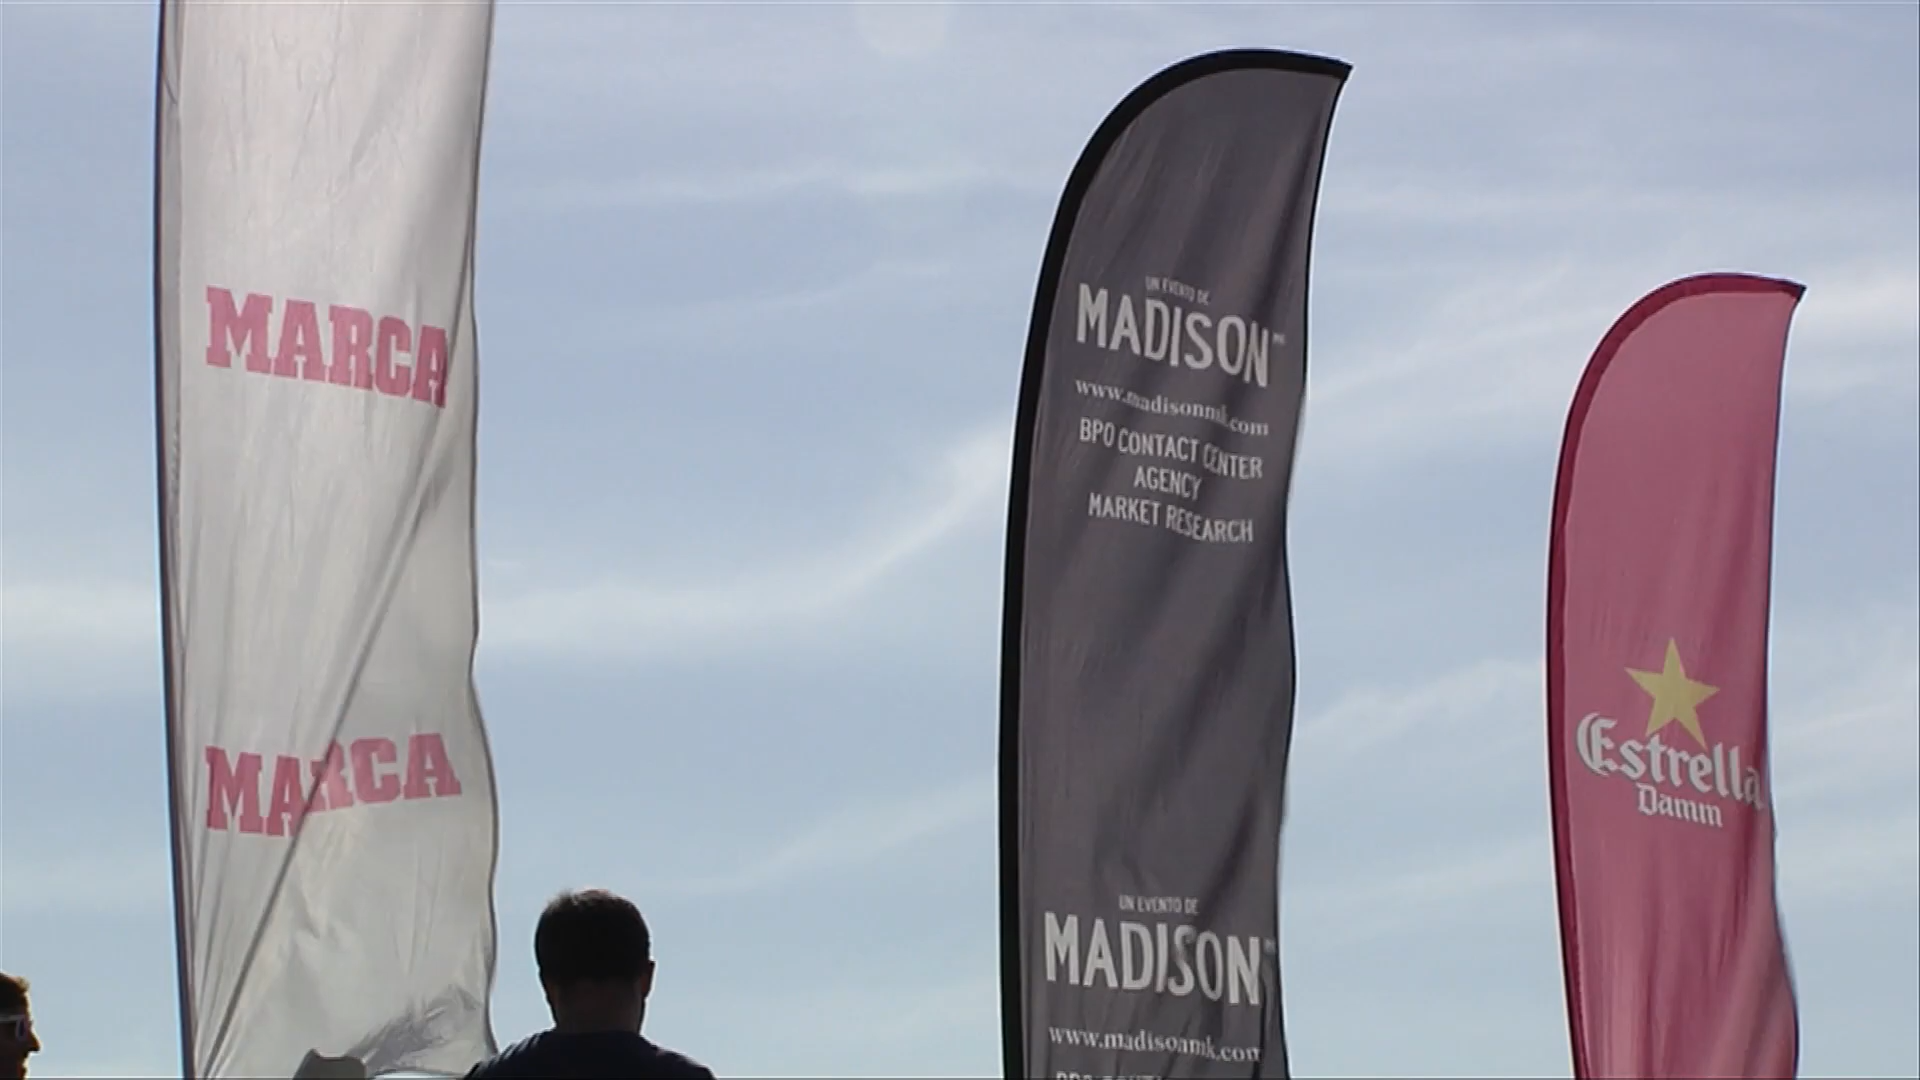 MARCA
MARCA
UN EVENTO DE
MADISON
www.madisonmk.com
BPO CONTACT CENTER
AGENCY
MARKET RESEARCH
UN EVENTO DE
MADISON
www.madisonmk.com
Estrella
Damm